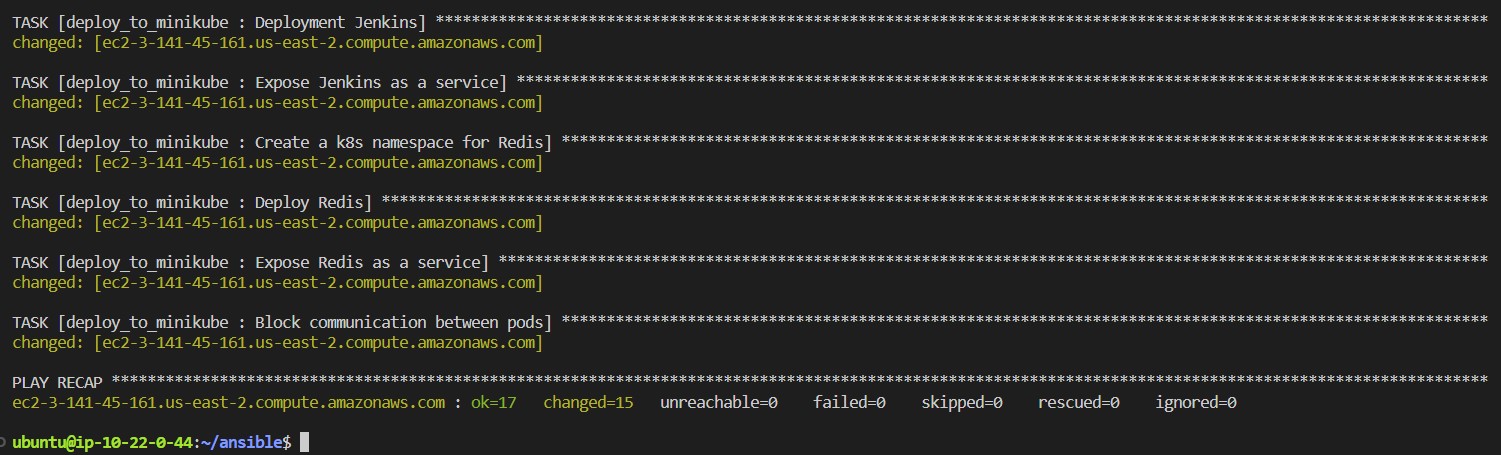 TASK [deploy_to_minikube : Deployment Jenkins] *********************************************************************************************************************
changed: [ec2-3-141-45-161.us-east-2.compute.amazonaws.com]
TASK [deploy_to_minikube : Expose Jenkins as a service] ************************************************************************************************************
changed: [ec2-3-141-45-161.us-east-2.compute.amazonaws.com]
TASK [deploy_to_minikube : Create a k8s namespace for Redis] *******************************************************************************************************
changed: [ec2-3-141-45-161.us-east-2.compute.amazonaws.com]
TASK [deploy_to_minikube : Deploy Redis] ***************************************************************************************************************************
changed: [ec2-3-141-45-161.us-east-2.compute.amazonaws.com]
TASK [deploy_to_minikube : Expose Redis as a service] **************************************************************************************************************
changed: [ec2-3-141-45-161.us-east-2.compute.amazonaws.com]
TASK [deploy_to_minikube : Block communication between pods] *******************************************************************************************************
changed: [ec2-3-141-45-161.us-east-2.compute.amazonaws.com]
PLAY RECAP *********************************************************************************************************************************************************
ec2-3-141-45-161.us-east-2.compute.amazonaws.com : ok=17   changed=15   unreachable=0    failed=0    skipped=0    rescued=0    ignored=0
ubuntu@ip-10-22-0-44:~/ansible$